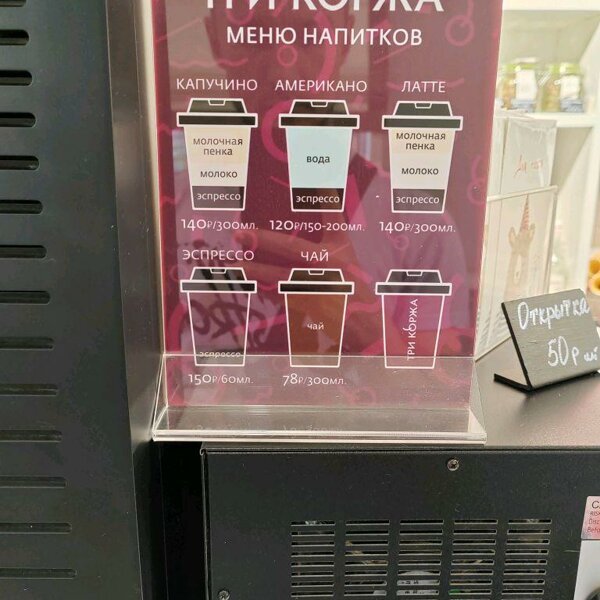 ТРИ КОРЖА
МЕНЮ НАПИТКОВ
КАПУЧИНО АМЕРИКАНО ЛАТТЕ
молочная пенка
молоко
эспрессо
вода
эспрессо
молочная пенка
молоко
эспрессо
140₽/300мл. 120₽/150-200мл. 140₽/300мл.
ЭСПРЕССО ЧАЙ
эспрессо
чай
ТРИ КОРЖА
150₽/60мл. 78₽/300мл.
Открытка
50р